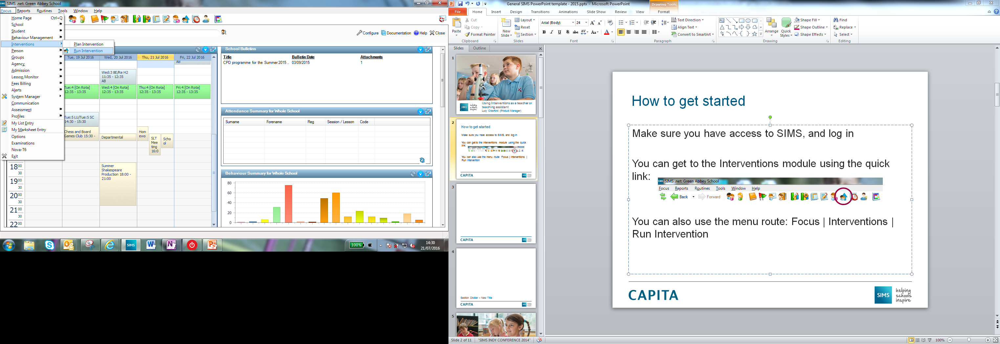 SIMS .net: Green Abbey School
Focus Reports Routines Tools Window Help
Home Page Ctrl+Q
School
Student
Behaviour Management
Interventions
Plan Intervention
Run Intervention
Person
Groups
Agency
Admission
Lesson Monitor
Fees Billing
Alerts
System Manager
Communication
Assessment
Profiles
My List Entry
My Marksheet Entry
Options
Examinations
Nova-T6
Exit
Configure Documentation Help Close
Tue, 19 Jul 2016 Wed, 20 Jul 2016 Thu, 21 Jul 2016 Fri, 22 Jul 2016
AB
Wed:3 8E/Re H2
11:35 - 12:35
AB
Tue:4 [On Rota] Wed:4 [On Rota] Thu:4 [On Rota] Fri:4 [On Rota]
12:35 - 13:35 12:35 - 13:35 12:35 - 13:35 12:35 - 13:35
Tue:5 LU/Tue:5 SC
14:30 - 15:30
Chess and Board
Games Club 15:30 -
Departmental
Hom
ewo
SLT
Mee
ting
16:0
Scho
ol
18 00
30
19 00
30
20 00
30
21 00
30
22 00
Summer
Shakespeare
Production 18:00 -
21:00
School Bulletins
Title Bulletin Date Attachments
CPD programme for the Summer 2015 .. 03/09/2015 1
Attendance Summary for Whole School
Surname Forename Reg Session / Lesson Code
Behaviour Summary for Whole School
80
60
40
20
0
SIMS
100%
14:30
21/07/2016
General SIMS PowerPoint template - 2015.pptx - Microsoft PowerPoint
Drawing Tools
File Home Insert Design Transitions Animations Slide Show Review View Format
Paste
Cut
Copy
Format Painter
Clipboard
New
Slide
Layout
Reset
Section
Slides
Arial (Body) 24
Font
Text Direction
Align Text
Convert to SmartArt
Paragraph
Arrange
Quick
Styles
Shape Fill
Shape Outline
Shape Effects
Drawing
Find
Replace
Select
Editing
Slides Outline
1
SIMS helping schools inspire
Using Interventions as a teacher or
teaching assistant
Lucy Crawford (Product Manager)
2
How to get started
Make sure you have access to SIMS, and log in
You can get to the Interventions module using the quick
link:
You can also use the menu route: Focus | Interventions |
Run Intervention
CAPITA
3
CAPITA
4
Section Divider – New Title
CAPITA
5
How to get started
Make sure you have access to SIMS, and log in
You can get to the Interventions module using the quick
link:
SIMS .net: Green Abbey School
Focus Reports Routines Tools Window Help
Back Forward
You can also use the menu route: Focus | Interventions |
Run Intervention
CAPITA
SIMS
helping
schools
inspire
Slide 2 of 11 "SIMS INDY CONFERENCE 2014" 100%